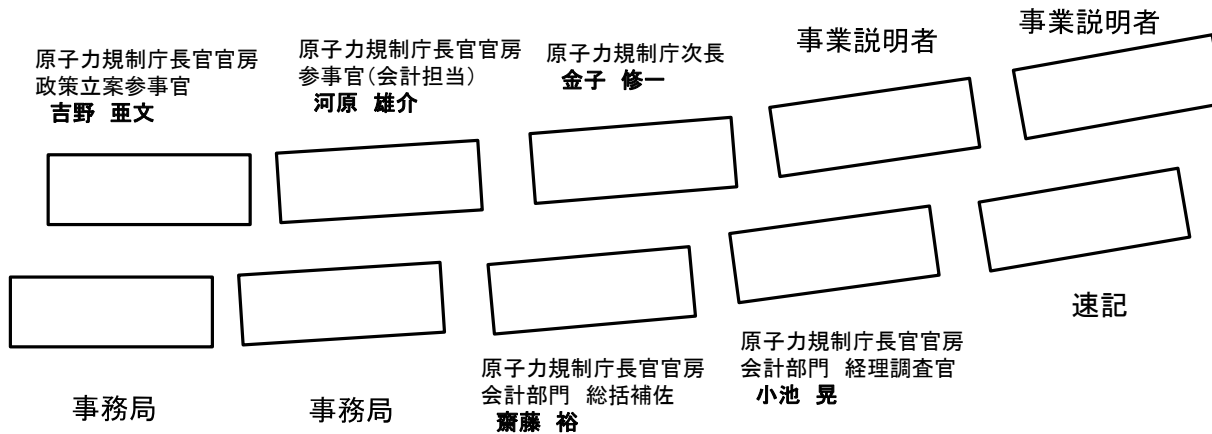 原子力規制庁長官官房
政策立案参事官
吉野 亜文
原子力規制庁長官官房
参事官(会計担当)
河原 雄介
原子力規制庁次長
金子 修一
事業説明者
事業説明者
事務局
事務局
原子力規制庁長官官房
会計部門 総括補佐
齋藤 裕
原子力規制庁長官官房
会計部門 経理調査官
小池 晃
速記